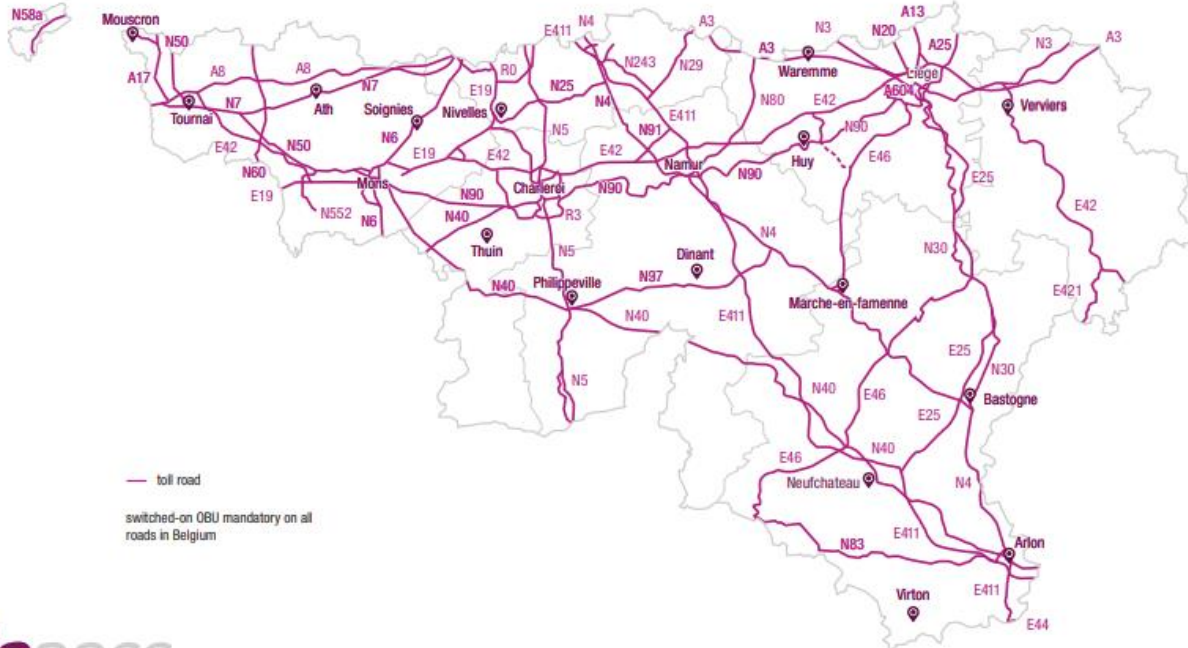 N58a
Mouscron
N50
A17
A8
A8
N7
N7
Tournai
Ath
Soignies
Nivelles
E19
R0
E411
N4
N243
N29
A3
A3
N3
N20
A13
A25
N3
A3
Waremme
Liège
A604
Verviers
N25
N4
E411
N80
E42
N5
N91
N90
E42
N50
N6
E19
E42
E42
Namur
Huy
N90
E46
E25
E42
N60
E19
Mons
N90
Charleroi
N90
N552
N6
N40
R3
Thuin
N5
N4
N30
Dinant
Philippeville
N97
N40
N40
E411
Marche-en-famenne
E421
N5
E25
N30
N40
E46
E25
Bastogne
E46
N40
Neufchateau
N4
toll road
switched-on OBU mandatory on all
roads in Belgium
E411
N83
Arlon
E411
Virton
E44